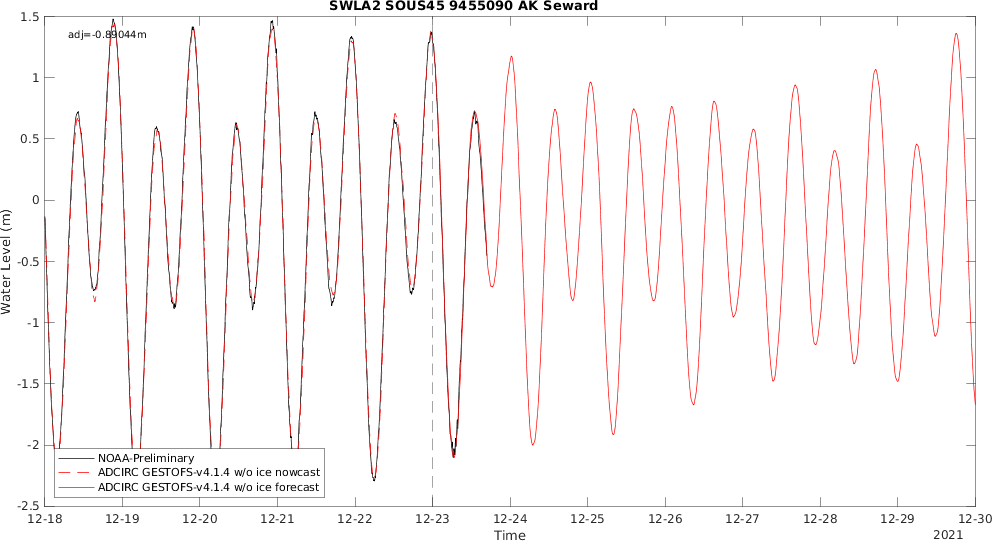 SWLA2 SOUS45 9455090 AK Seward
adj=-0.89044m
1.5
1
0.5
0
-0.5
-1
-1.5
-2
-2.5
Water Level (m)
NOAA-Preliminary
ADCIRC GESTOFS-v4.1.4 w/o ice nowcast
ADCIRC GESTOFS-v4.1.4 w/o ice forecast
12-18 12-19 12-20 12-21 12-22 12-23 12-24 12-25 12-26 12-27 12-28 12-29 12-30
Time
2021